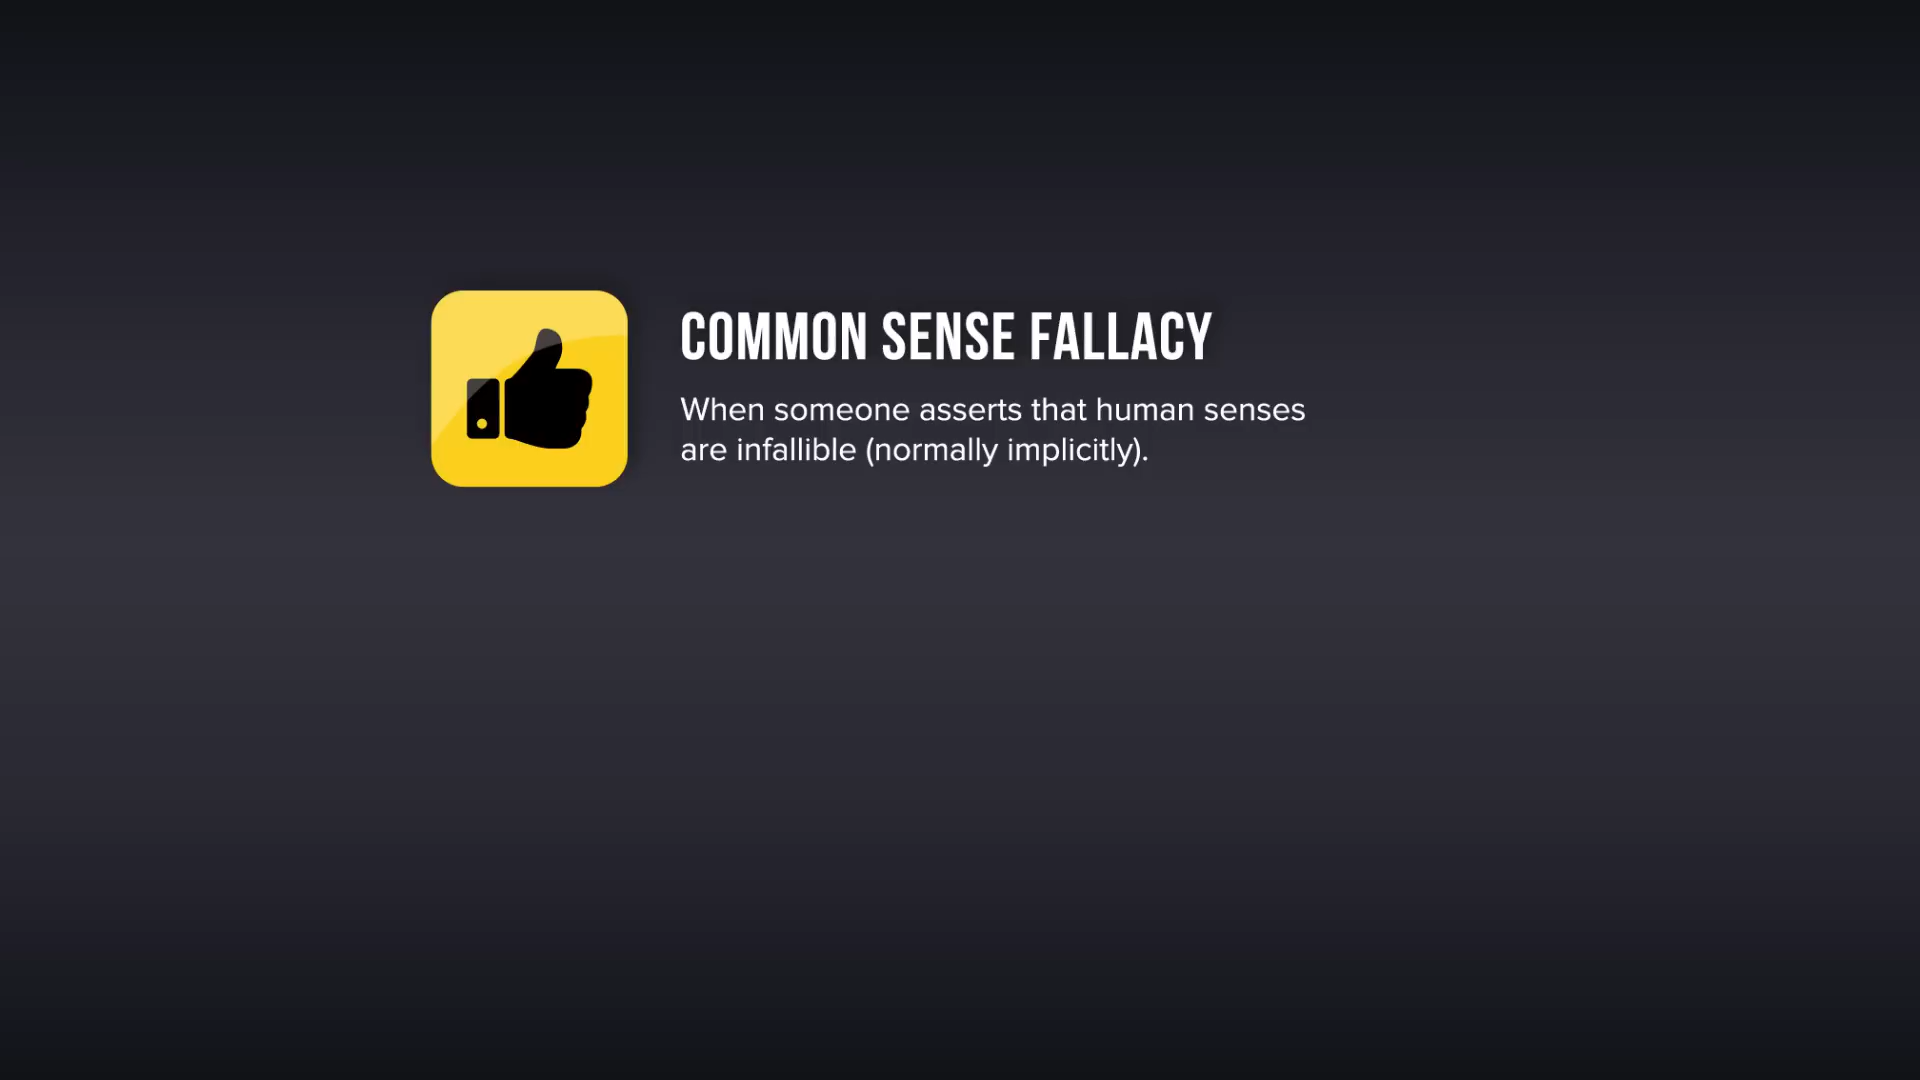 COMMON SENSE FALLACY
When someone asserts that human senses
are infallible (normally implicitly).